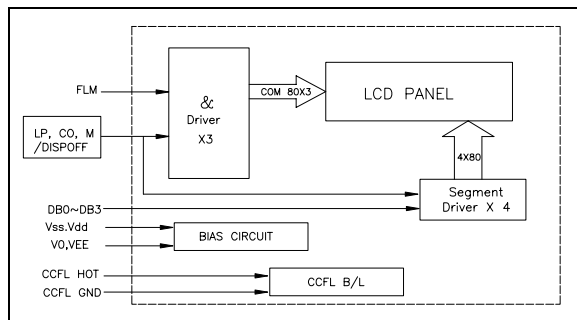 FLM
&
Driver
X3
COM 80X3
LCD PANEL
LP, CO, M
/DISPOFF
4X80
Segment
Driver X 4
DB0~DB3
Vss.Vdd
V0,VEE
BIAS CIRCUIT
CCFL HOT
CCFL GND
CCFL B/L